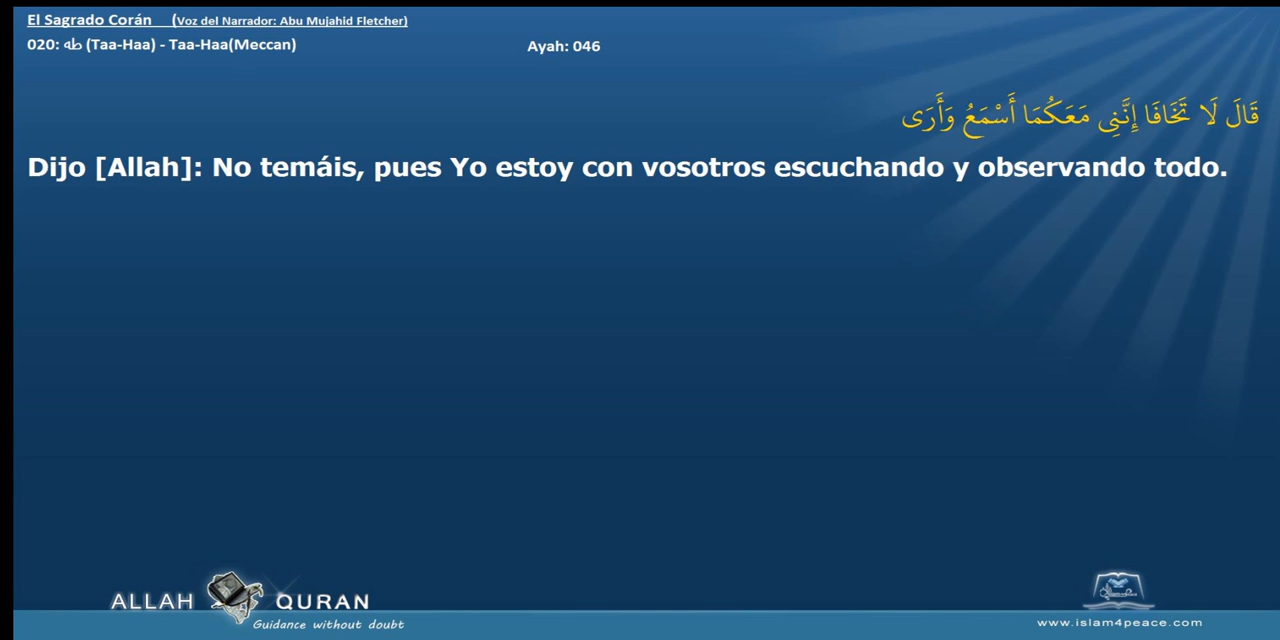 El Sagrado Corán (Voz del Narrador: Abu Mujahid Fletcher)
020: طه (Taa-Haa) - Taa-Haa(Meccan) Ayah: 046
قَالَ لَا تَخَافَا إِنَّنِى مَعَكُمَا أَسْمَعُ وَأَرَى
Dijo [Allah]: No temáis, pues Yo estoy con vosotros escuchando y observando todo.
ALLAH QURAN
Guidance without doubt
www.islam4peace.com